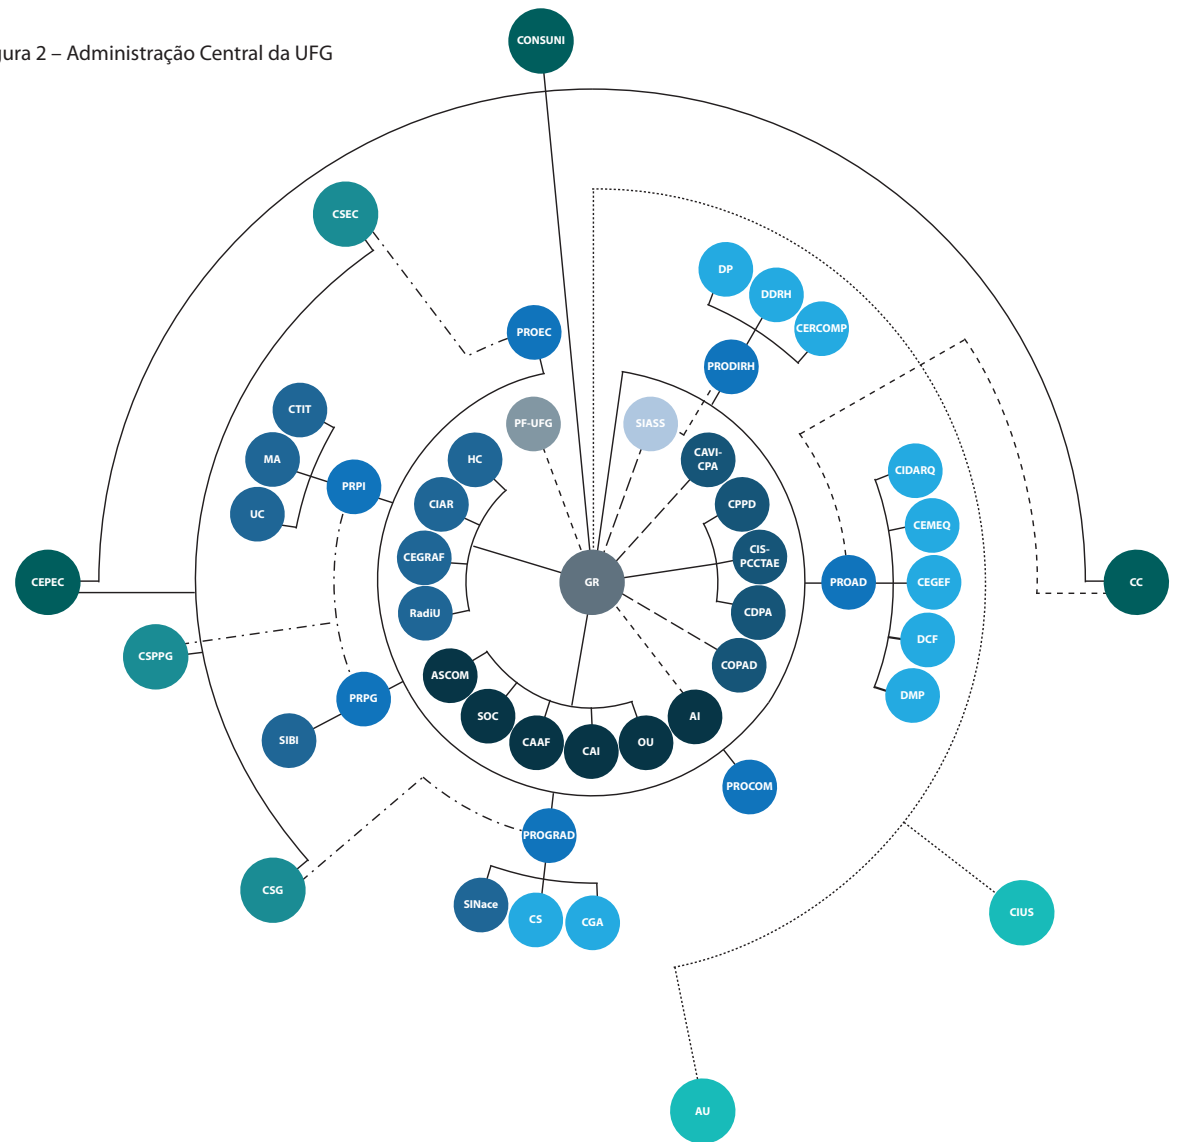 gura 2 – Administração Central da UFG
CONSUNI
CSEC
DP
DDRH
CERCOMP
PROEC
PRODIRH
CTIT
PF-UFG
SIASS
MA
HC
CAVI-
CPA
CIDARQ
PRPI
UC
CIAR
CPPD
CEMEQ
CEGRAF
CIS-
PCCTAE
CEPEC
GR
PROAD
CEGEF
CC
RadiU
CDPA
DCF
CSPPG
ASCOM
COPAD
PRPG
DMP
SIBI
SOC
CAAF
CAI
OU
AI
PROCOM
PROGRAD
CSG
SINace
CS
CGA
CIUS
AU